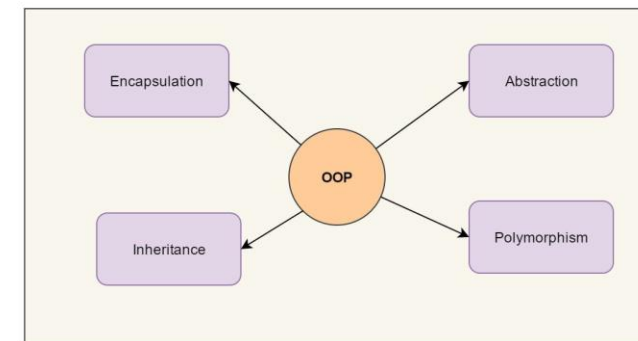 Encapsulation
Abstraction
OOP
Inheritance
Polymorphism